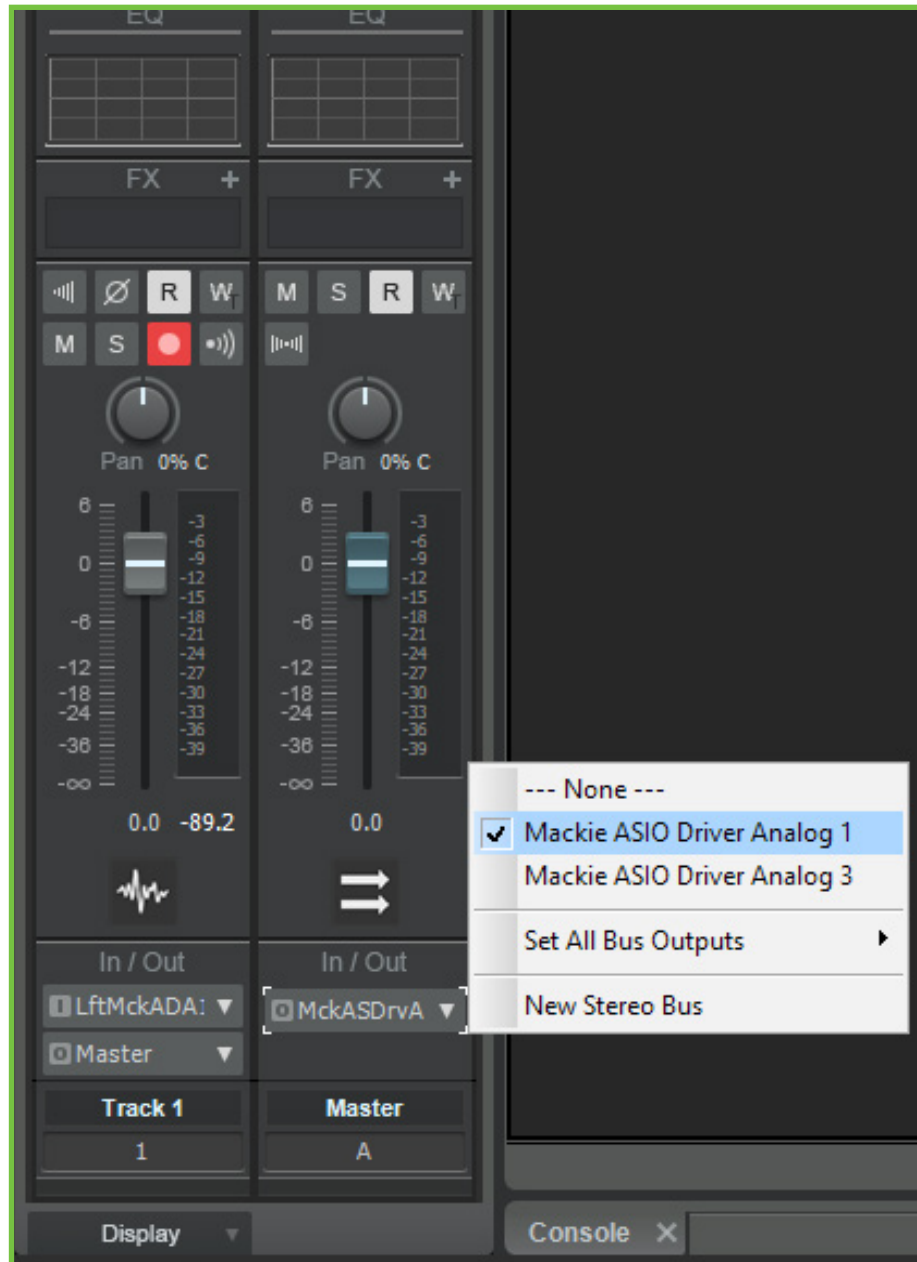 EQ EQ
FX + FX +
R W T M S R W T
M S
Pan 0% C Pan 0% C
6 6
-3 -3
-6 -6
0 -9 0 -9
-12 -12
-15 -15
-6 -18 -6 -18
-21 -21
-24 -24
-12 -27 -12 -27
-18 -30 -18 -30
-24 -33 -24 -33
-36 -36
-36 -39 -36 -39
-∞ -∞
0.0 -89.2 0.0
--- None ---
Mackie ASIO Driver Analog 1
Mackie ASIO Driver Analog 3
Set All Bus Outputs
New Stereo Bus
In / Out In / Out
I LftMckADA1 O MckASDrvA
O Master
Track 1 Master
1 A
Display Console